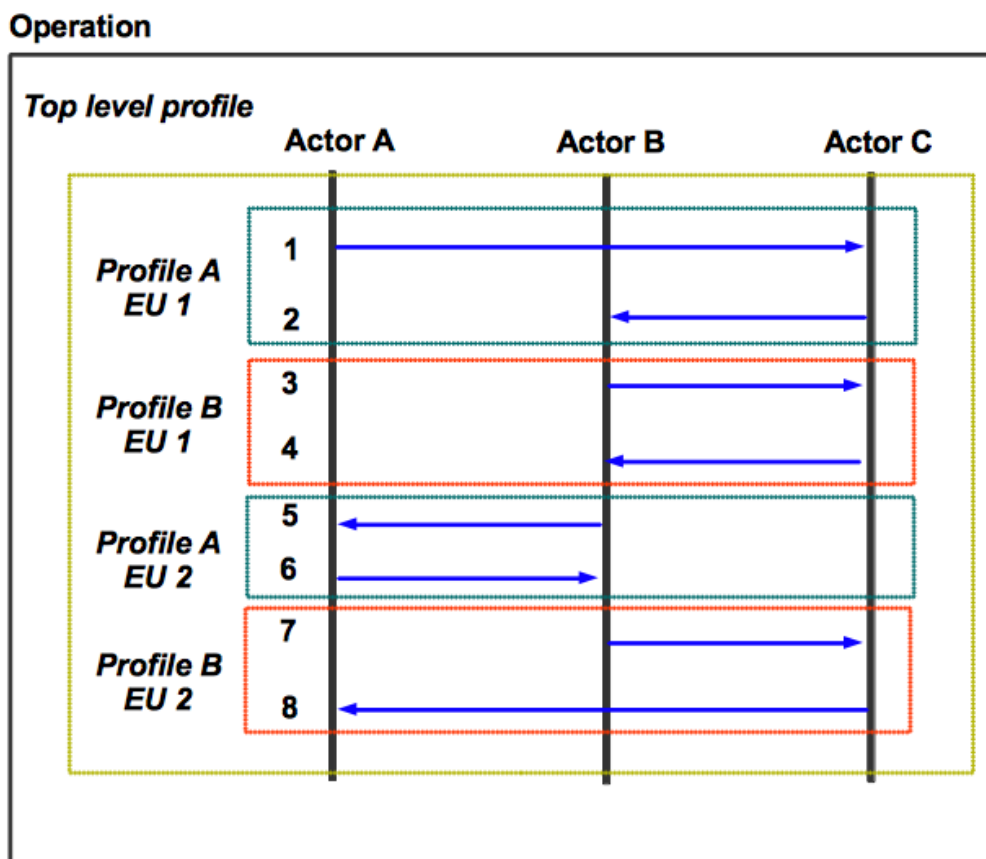 Operation
Top level profile
Actor A
Actor B
Actor C
1
Profile A
EU 1
2
3
Profile B
EU 1
4
5
Profile A
EU 2
6
7
Profile B
EU 2
8